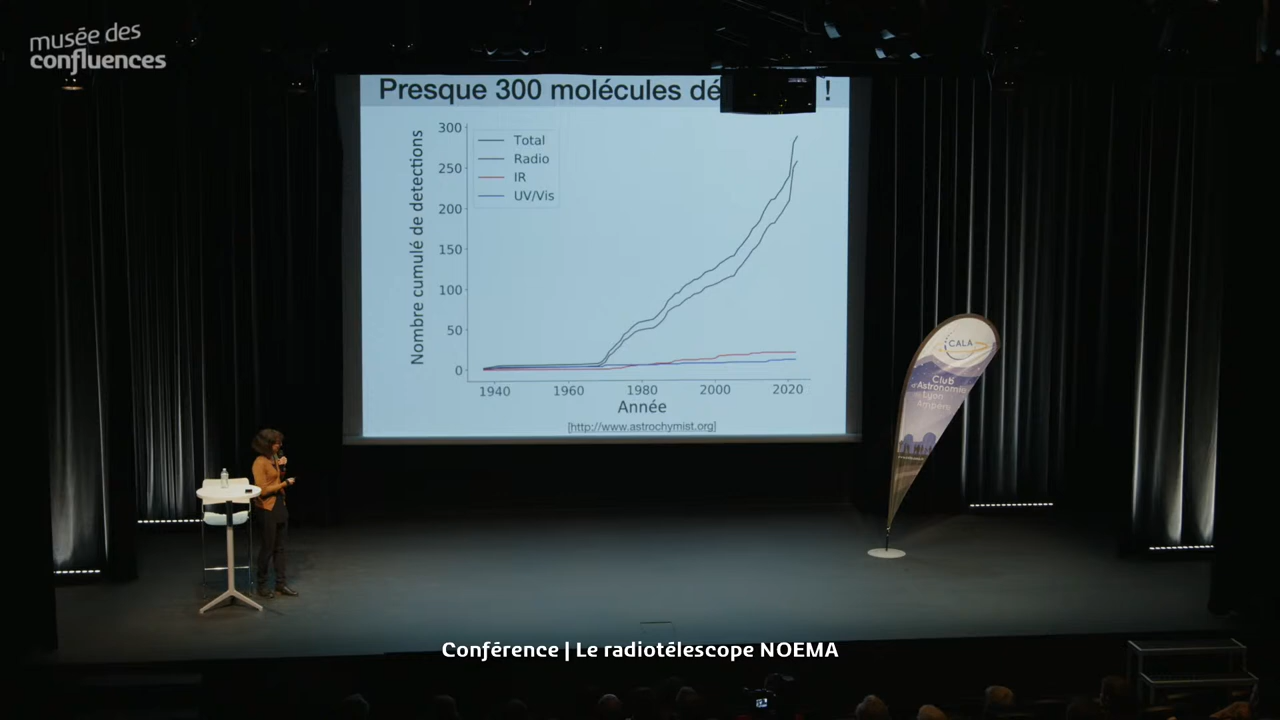 musée des
confluences
Presque 300 molécules dé !
Nombre cumulé de detections
300
250
200
150
100
50
0
Total
Radio
IR
UV/Vis
1940 1960 1980 2000 2020
Année
[http://www.astrochymist.org]
CALA
Club
d'Astronomie
de Lyon
Ampère
Conférence | Le radiotélescope NOEMA